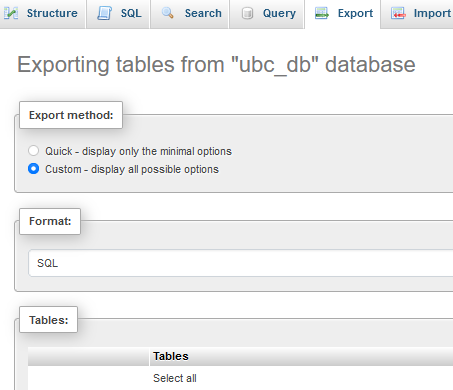 Structure SQL Search Query Export Import
Exporting tables from "ubc_db" database
Export method:
Quick - display only the minimal options
Custom - display all possible options
Format:
SQL
Tables:
Tables
Select all